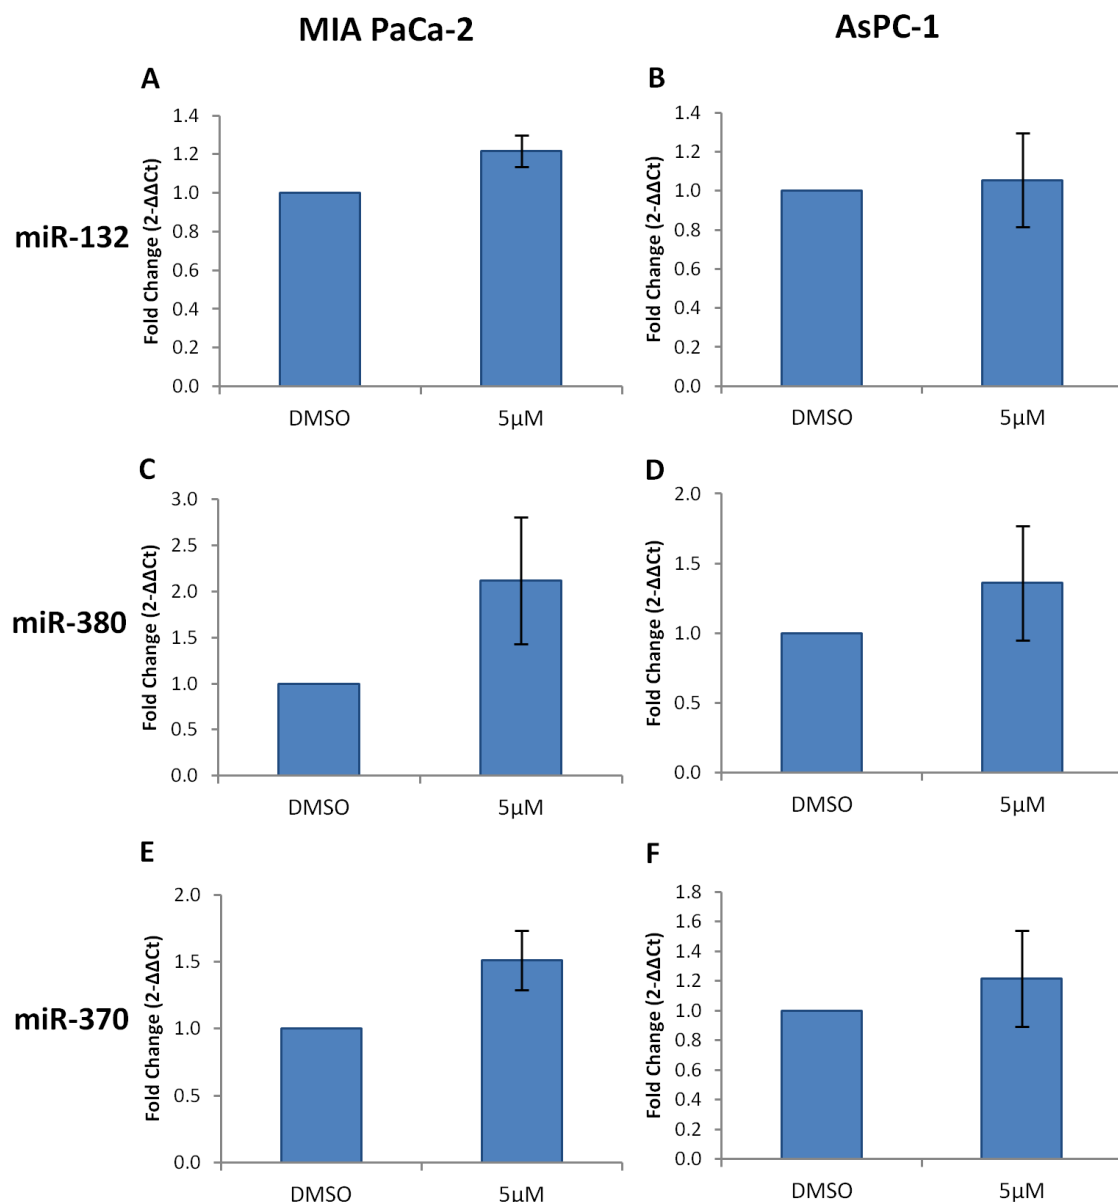 MIA PaCa-2
AsPC-1
miR-132
A
Fold Change (2-ΔΔCt)
1.4
1.2
1.0
0.8
0.6
0.4
0.2
0.0
DMSO
5µM
B
Fold Change (2-ΔΔCt)
1.4
1.2
1.0
0.8
0.6
0.4
0.2
0.0
DMSO
5µM
miR-380
C
Fold Change (2-ΔΔCt)
3.0
2.5
2.0
1.5
1.0
0.5
0.0
DMSO
5µM
D
Fold Change (2-ΔΔCt)
2.0
1.5
1.0
0.5
0.0
DMSO
5µM
miR-370
E
Fold Change (2-ΔΔCt)
2.0
1.5
1.0
0.5
0.0
DMSO
5µM
F
Fold Change (2-ΔΔCt)
1.8
1.6
1.4
1.2
1.0
0.8
0.6
0.4
0.2
0.0
DMSO
5µM